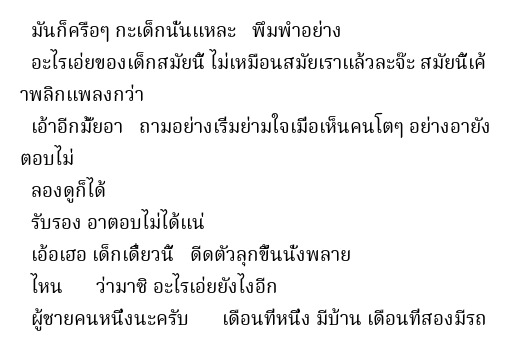 มันก็ครือๆ กะเด็กนั่นแหละ พึมพำอย่าง
อะไรเอ่ยของเด็กสมัยนี้ ไม่เหมือนสมัยเราแล้วละจ๊ะ สมัยนี้เค้
าพลิกแพลงกว่า
เอ้าอีกมั้ยอา ถามอย่างเริ่มย่ามใจเมื่อเห็นคนโตๆ อย่างอายัง
ตอบไม่
ลองดูก็ได้
รับรอง อาตอบไม่ได้แน่
เอ้อเฮอ เด็กเดี๋ยวนี้ ดีดตัวลุกขึ้นนั่งพลาย
ไหน ว่ามาซิ อะไรเอ่ยยังไงอีก
ผู้ชายคนหนึ่งนะครับ เดือนที่หนึ่ง มีบ้าน เดือนที่สองมีรถ